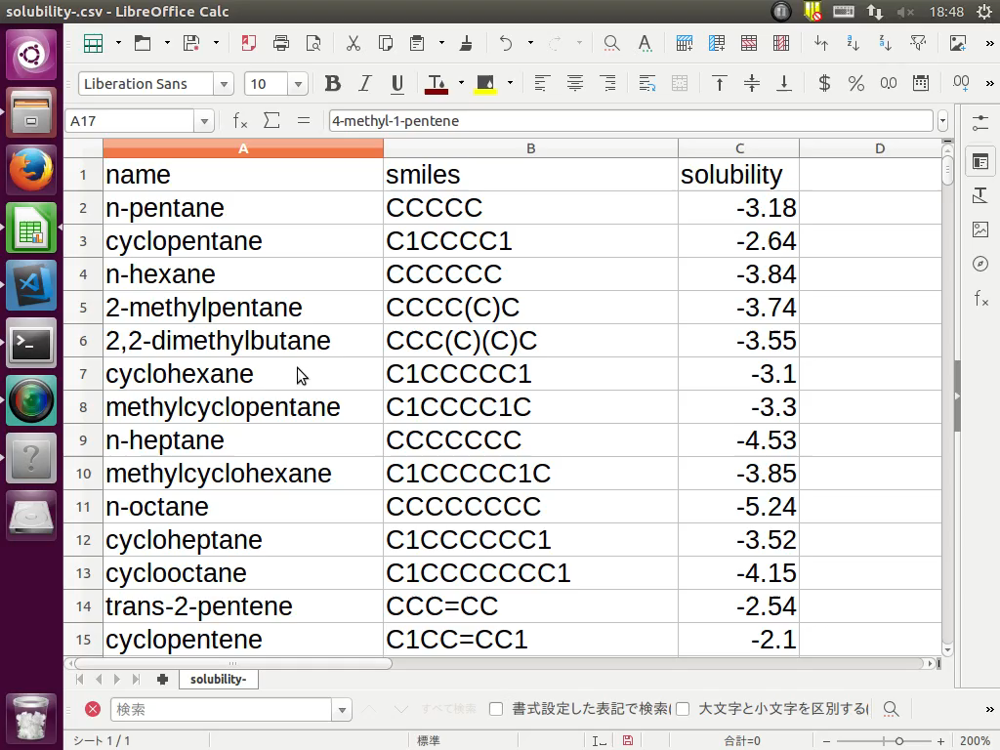 solubility-.csv - LibreOffice Calc
18:48
Liberation Sans
10
A17
4-methyl-1-pentene
A B C D
1 name smiles solubility
2 n-pentane CCCCC -3.18
3 cyclopentane C1CCCC1 -2.64
4 n-hexane CCCCCC -3.84
5 2-methylpentane CCCC(C)C -3.74
6 2,2-dimethylbutane CCC(C)(C)C -3.55
7 cyclohexane C1CCCCC1 -3.1
8 methylcyclopentane C1CCCC1C -3.3
9 n-heptane CCCCCCC -4.53
10 methylcyclohexane C1CCCCC1C -3.85
11 n-octane CCCCCCCC -5.24
12 cycloheptane C1CCCCCC1 -3.52
13 cyclooctane C1CCCCCCC1 -4.15
14 trans-2-pentene CCC=CC -2.54
15 cyclopentene C1CC=CC1 -2.1
solubility-
検索
すべて検索
書式設定した表記で検索(
大文字と小文字を区別する(
シート 1 / 1
標準
合計=0
200%